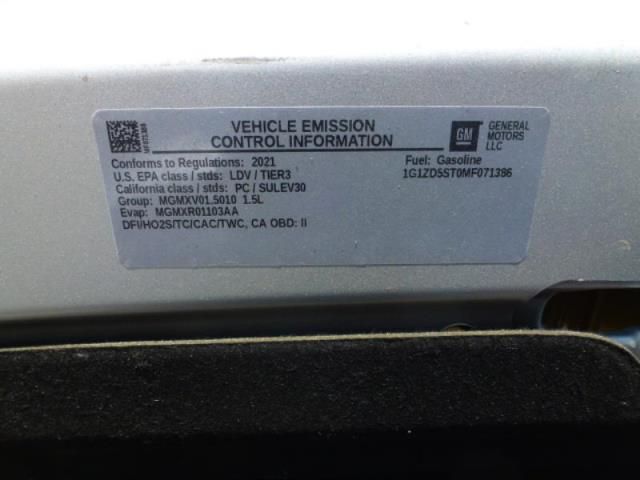 VEHICLE EMISSION
CONTROL INFORMATION
GM
GENERAL
MOTORS
LLC
Conforms to Regulations: 2021
U.S. EPA class / stds: LDV / TIER3
California class / stds: PC / SULEV30
Group: MGMXV01.5010 1.5L
Evap: MGMXR01103AA
DFI/HO2S/TC/CAC/TWC, CA OBD: II
Fuel: Gasoline
1G1ZD5ST0MF071386